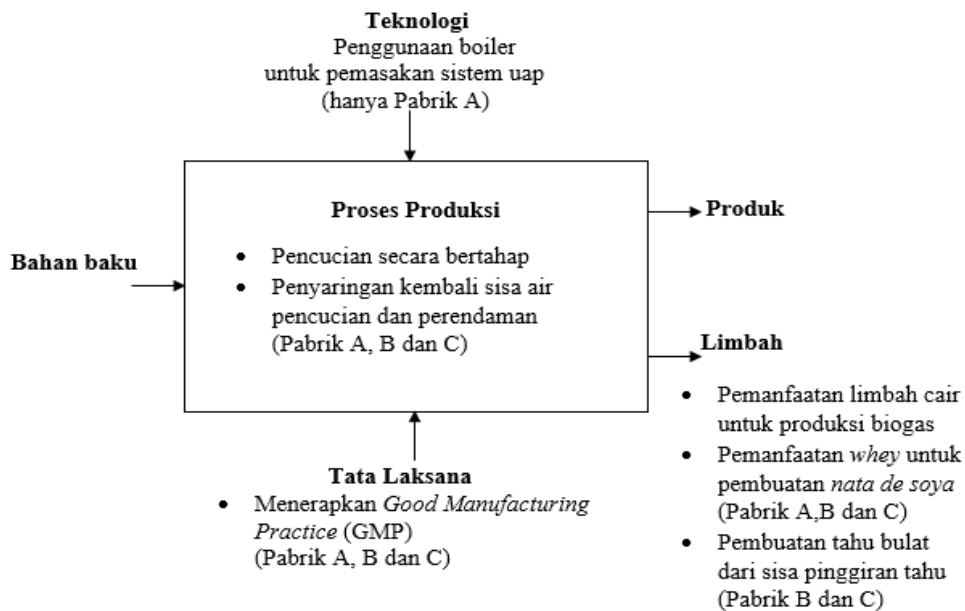 Teknologi
Penggunaan boiler
untuk pemasakan sistem uap
(hanya Pabrik A)
Proses Produksi
• Pencucian secara bertahap
• Penyaringan kembali sisa air
pencucian dan perendaman
(Pabrik A, B dan C)
Bahan baku
Produk
Limbah
• Pemanfaatan limbah cair
untuk produksi biogas
• Pemanfaatan whey untuk
pembuatan nata de soya
(Pabrik A,B dan C)
• Pembuatan tahu bulat
dari sisa pinggiran tahu
(Pabrik B dan C)
Tata Laksana
• Menerapkan Good Manufacturing
Practice (GMP)
(Pabrik A, B dan C)